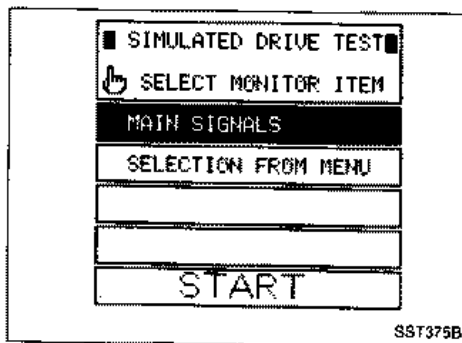 SIMULATED DRIVE TEST
SELECT MONITOR ITEM
MAIN SIGNALS
SELECTION FROM MENU
START
SST375B